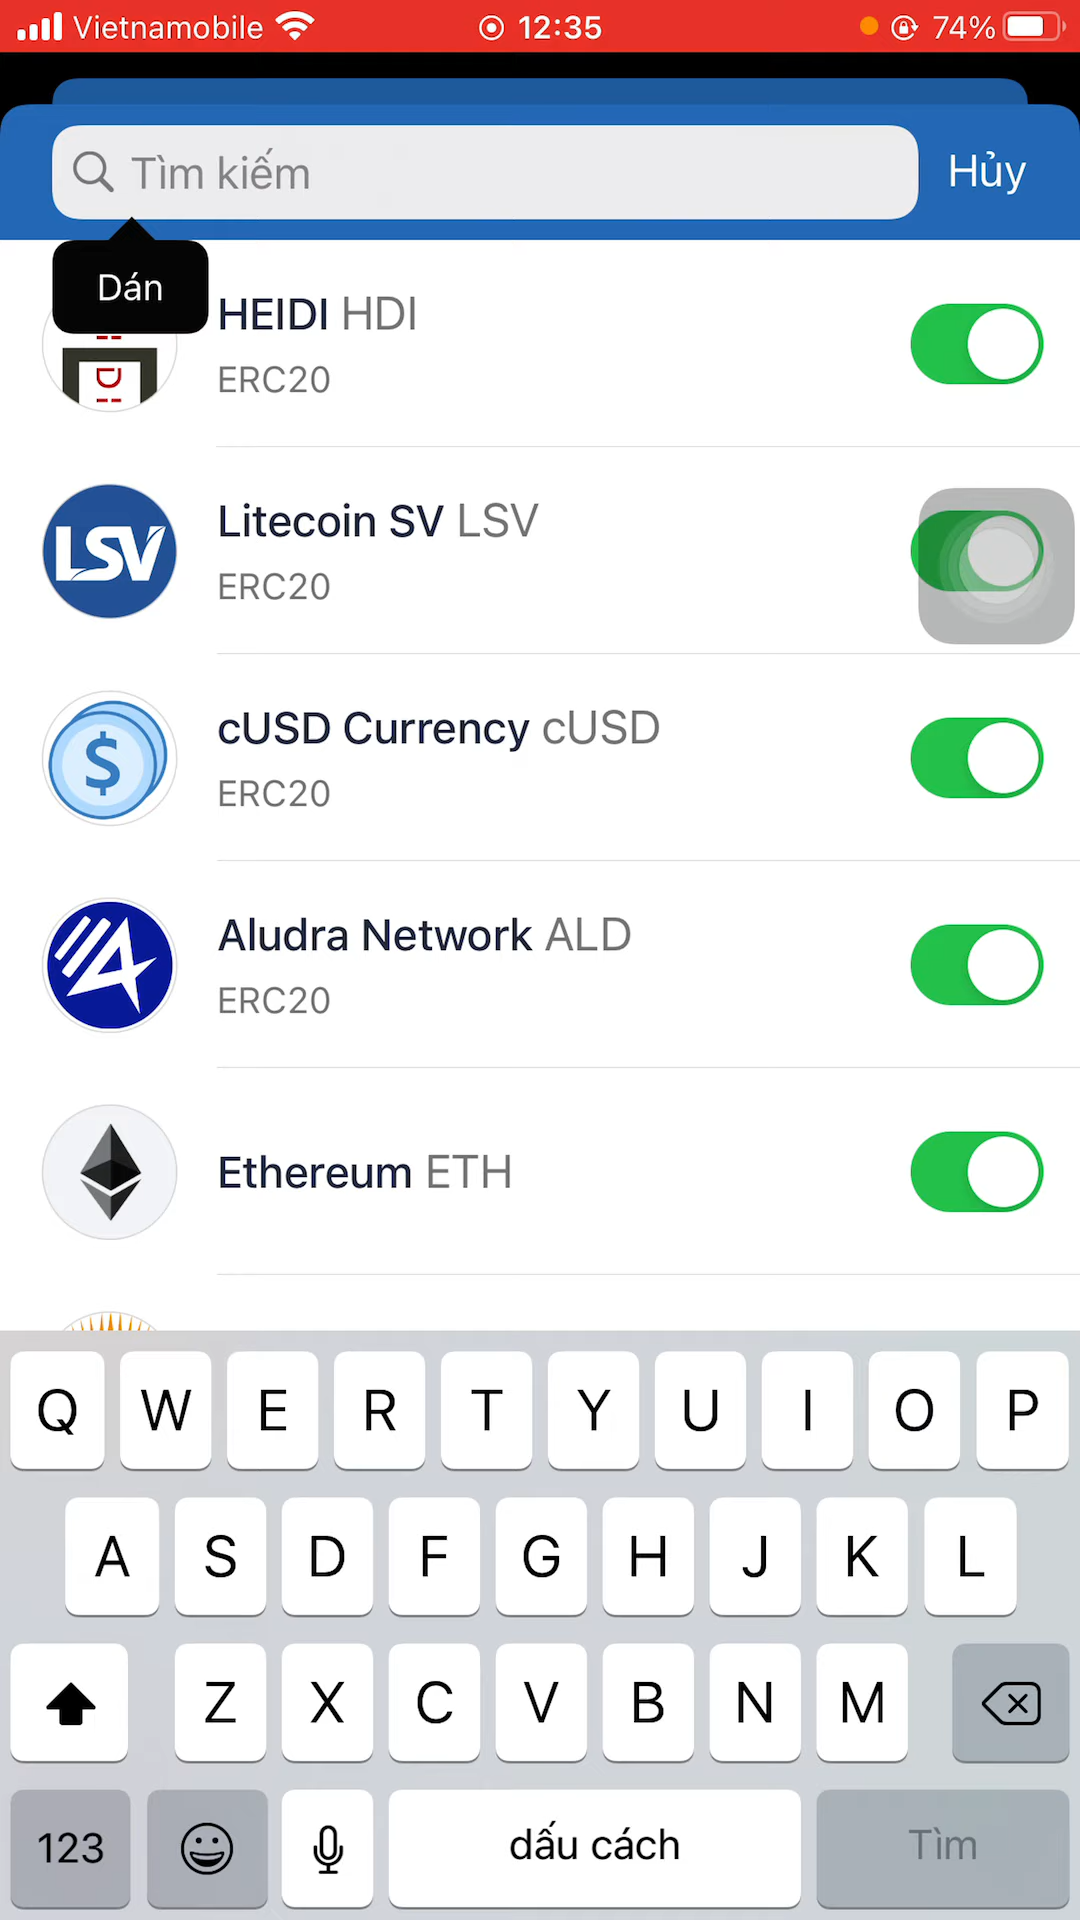 Vietnamobile 12:35 74%
Tìm kiếm Hủy
Dán
HEIDI HDI
ERC20
LSV
Litecoin SV LSV
ERC20
$
cUSD Currency cUSD
ERC20
Aludra Network ALD
ERC20
Ethereum ETH
Q W E R T Y U I O P
A S D F G H J K L
Z X C V B N M
123 dấu cách Tìm